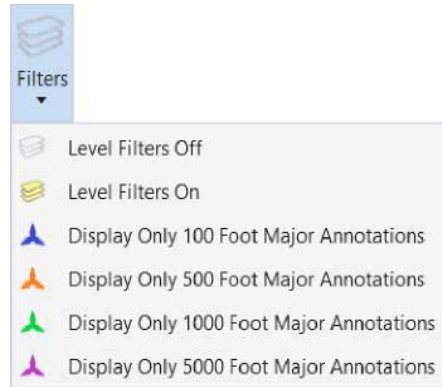 Filters
Level Filters Off
Level Filters On
Display Only 100 Foot Major Annotations
Display Only 500 Foot Major Annotations
Display Only 1000 Foot Major Annotations
Display Only 5000 Foot Major Annotations